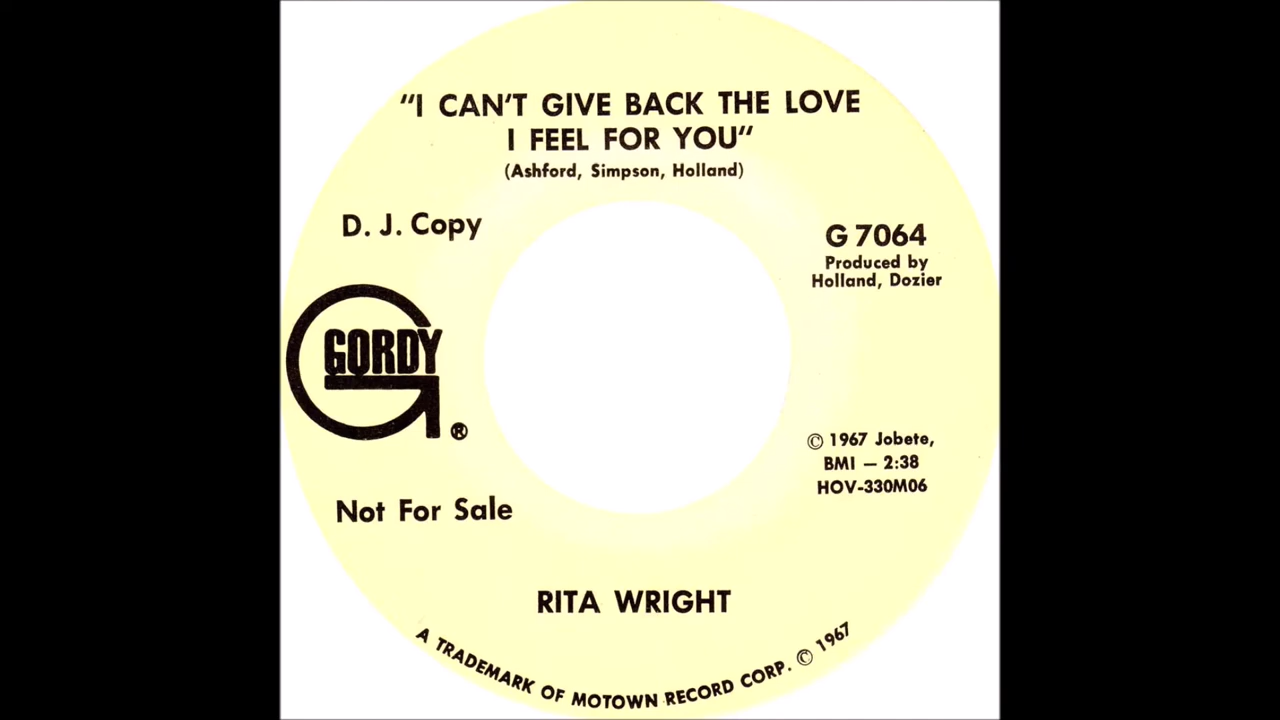 "I CAN'T GIVE BACK THE LOVE
I FEEL FOR YOU"
(Ashford, Simpson, Holland)
D. J. Copy
G 7064
Produced by
Holland, Dozier
GORDY
®
© 1967 Jobete,
BMI — 2:38
HOV-330M06
Not For Sale
RITA WRIGHT
A TRADEMARK OF MOTOWN RECORD CORP. © 1967